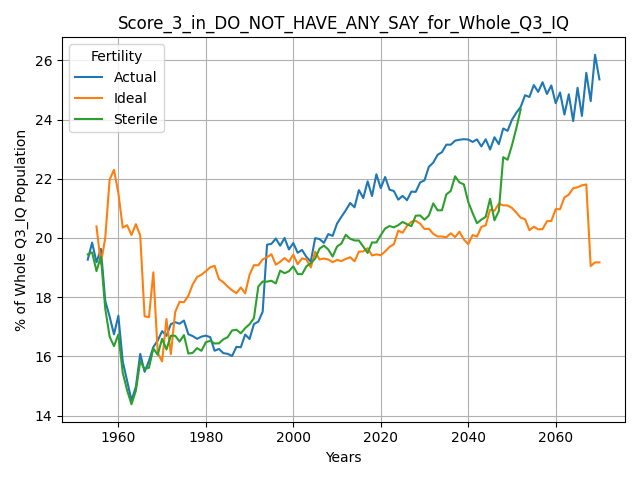 Score_3_in_DO_NOT_HAVE_ANY_SAY_for_Whole_Q3_IQ
Fertility
Actual
Ideal
Sterile
% of Whole Q3_IQ Population
26
24
22
20
18
16
14
1960
1980
2000
2020
2040
2060
Years